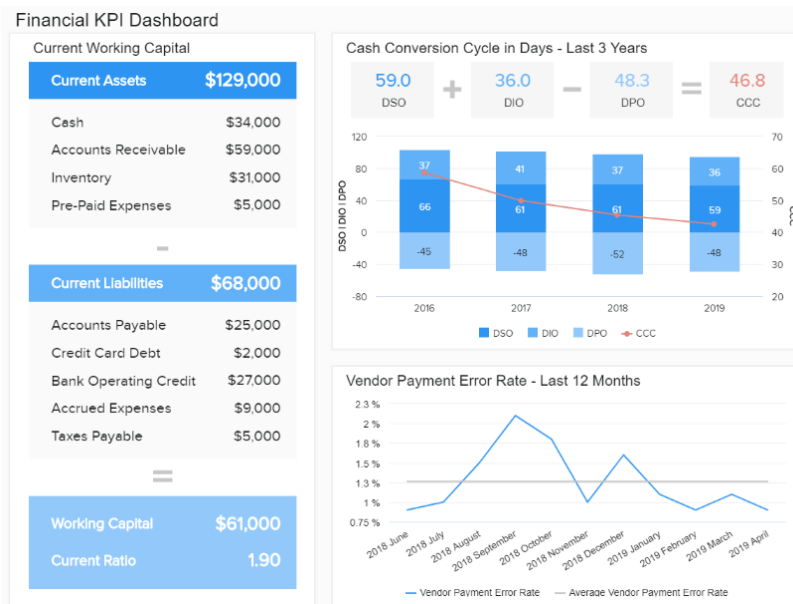 Financial KPI Dashboard
Current Working Capital
Current Assets $129,000
Cash $34,000
Accounts Receivable $59,000
Inventory $31,000
Pre-Paid Expenses $5,000
-
Current Liabilities $68,000
Accounts Payable $25,000
Credit Card Debt $2,000
Bank Operating Credit $27,000
Accrued Expenses $9,000
Taxes Payable $5,000
=
Working Capital $61,000
Current Ratio 1.90
Cash Conversion Cycle in Days - Last 3 Years
59.0 + 36.0 - 48.3 = 46.8
DSO DIO DPO CCC
DSO | DIO | DPO
120
80
40
0
-40
-80
37 41 37 36
66 61 61 59
-45 -48 -52 -48
70
60
50
40
30
20
CCC
2016 2017 2018 2019
DSO DIO DPO CCC
Vendor Payment Error Rate - Last 12 Months
2.3 %
2 %
1.8 %
1.5 %
1.3 %
1 %
0.75 %
2018 June 2018 July 2018 August 2018 September 2018 October 2018 November 2018 December 2019 January 2019 February 2019 March 2019 April
Vendor Payment Error Rate Average Vendor Payment Error Rate